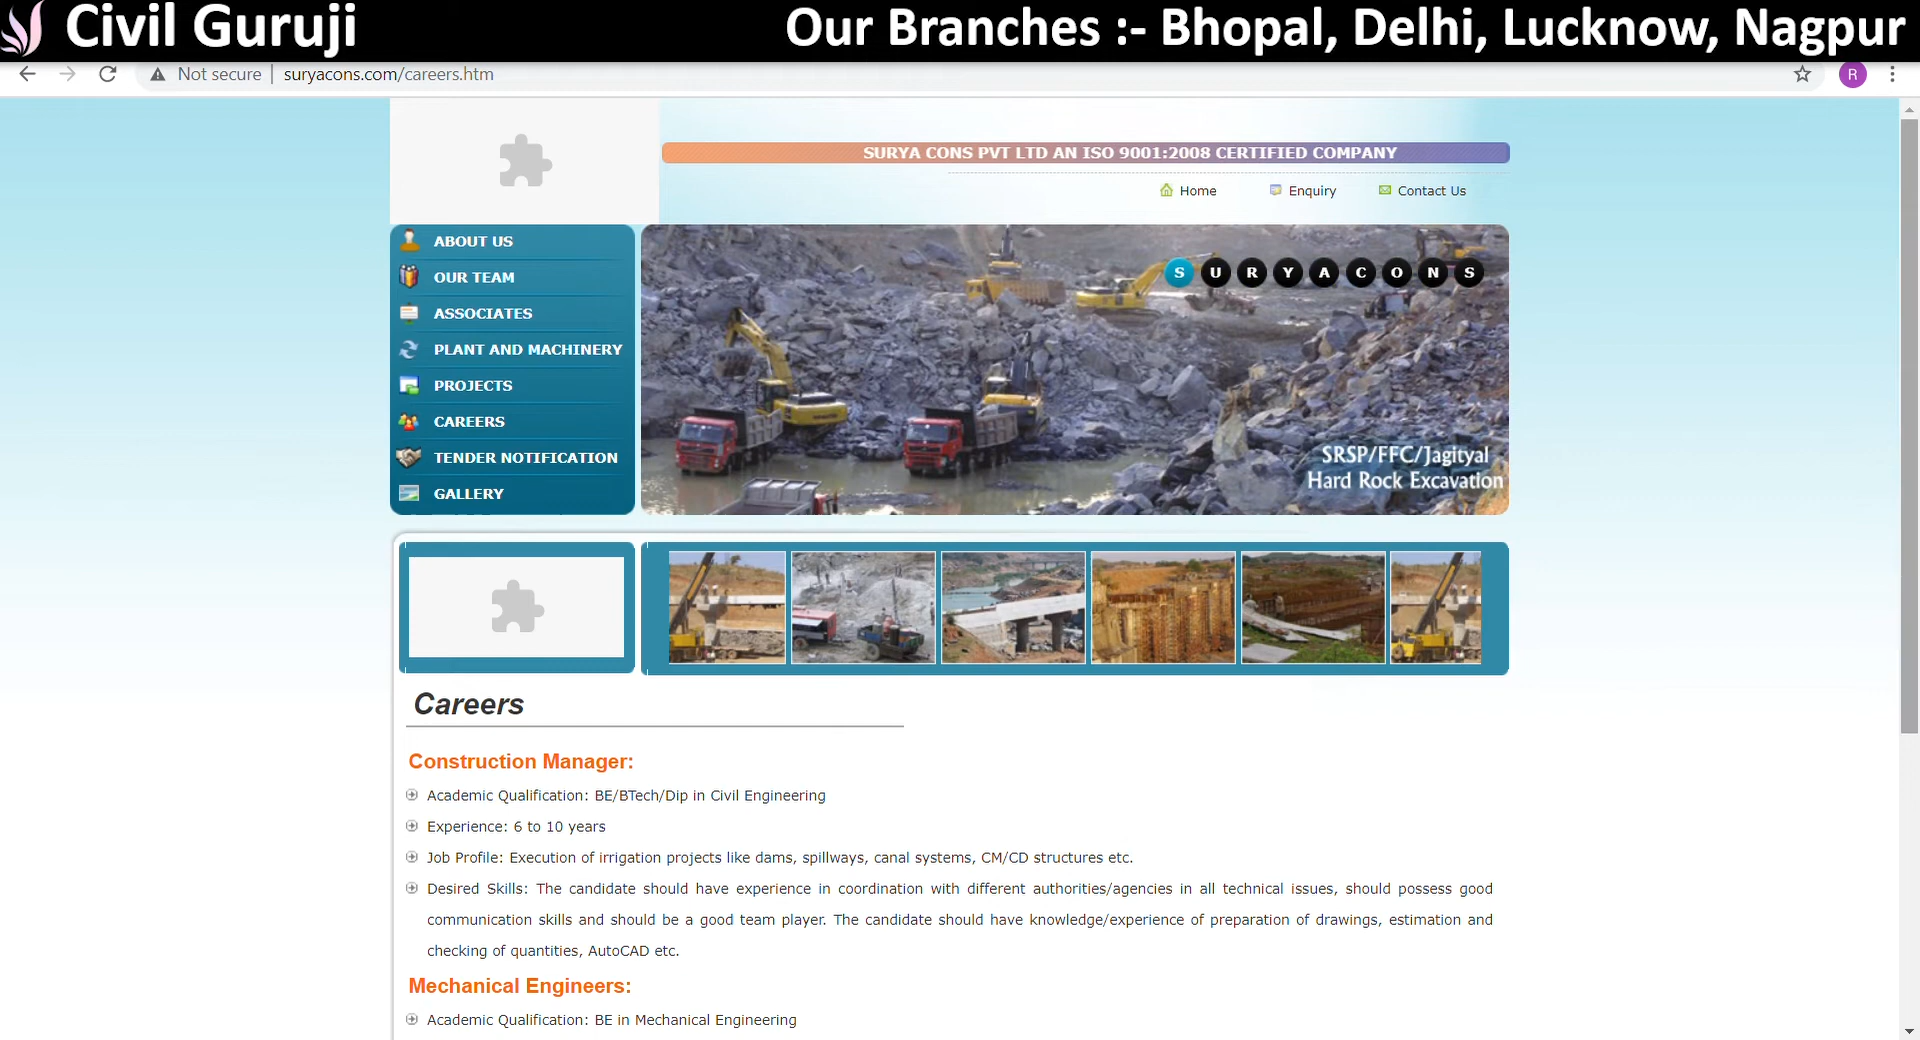 Civil Guruji
Our Branches :- Bhopal, Delhi, Lucknow, Nagpur
Not secure | suryacons.com/careers.htm
R
SURYA CONS PVT LTD AN ISO 9001:2008 CERTIFIED COMPANY
Home
Enquiry
Contact Us
ABOUT US
OUR TEAM
ASSOCIATES
PLANT AND MACHINERY
PROJECTS
CAREERS
TENDER NOTIFICATION
GALLERY
S U R Y A C O N S
SRSP/FFC/Jagityal
Hard Rock Excavation
Careers
Construction Manager:
Academic Qualification: BE/BTech/Dip in Civil Engineering
Experience: 6 to 10 years
Job Profile: Execution of irrigation projects like dams, spillways, canal systems, CM/CD structures etc.
Desired Skills: The candidate should have experience in coordination with different authorities/agencies in all technical issues, should possess good
communication skills and should be a good team player. The candidate should have knowledge/experience of preparation of drawings, estimation and
checking of quantities, AutoCAD etc.
Mechanical Engineers:
Academic Qualification: BE in Mechanical Engineering